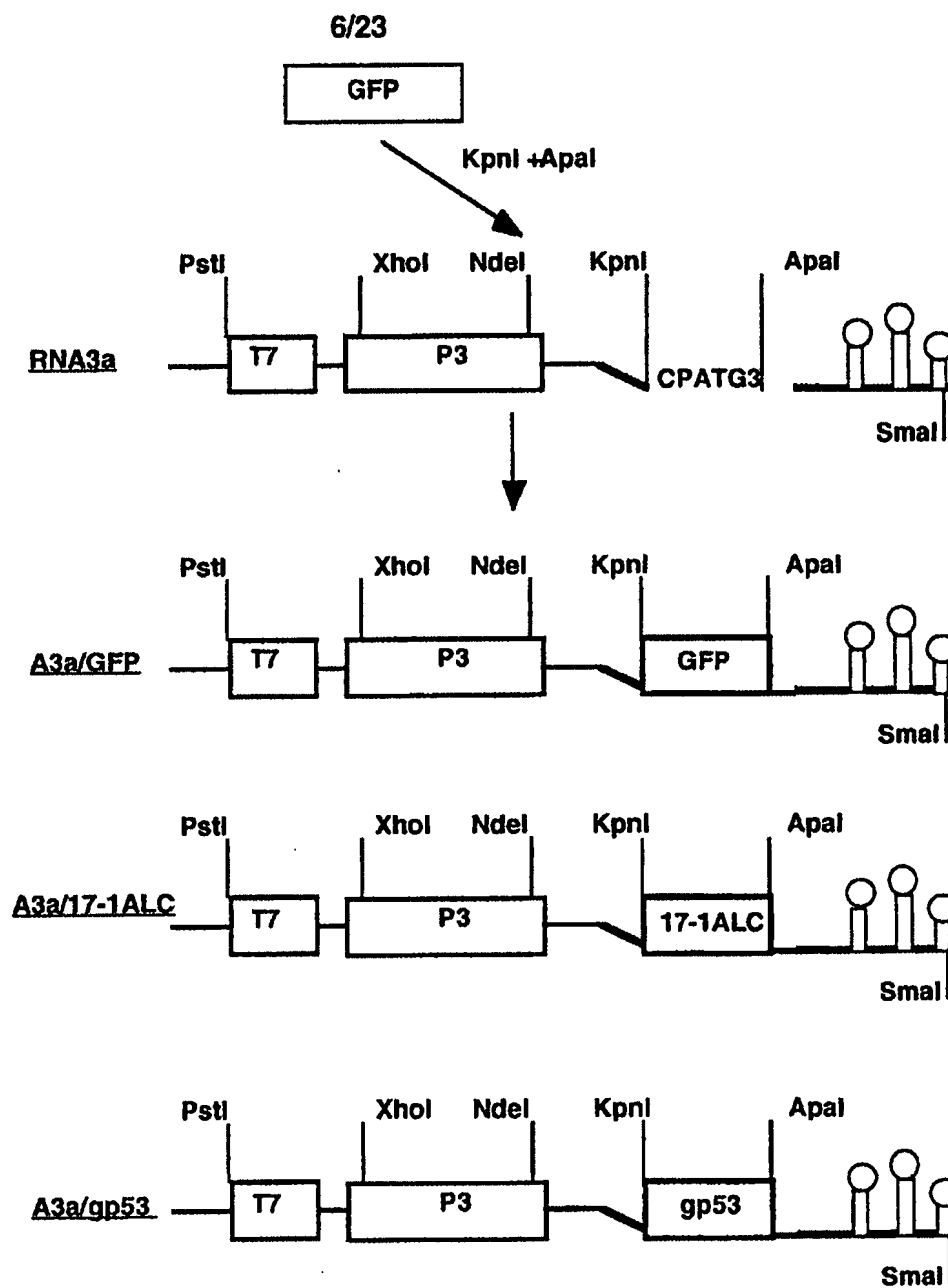 6/23
GFP
KpnI +ApaI
PstI XhoI NdeI KpnI ApaI
RNA3a T7 P3 CPATG3
SmaI
PstI XhoI NdeI KpnI ApaI
A3a/GFP T7 P3 GFP
SmaI
PstI XhoI NdeI KpnI ApaI
A3a/17-1ALC T7 P3 17-1ALC
SmaI
PstI XhoI NdeI KpnI ApaI
A3a/gp53 T7 P3 gp53
SmaI